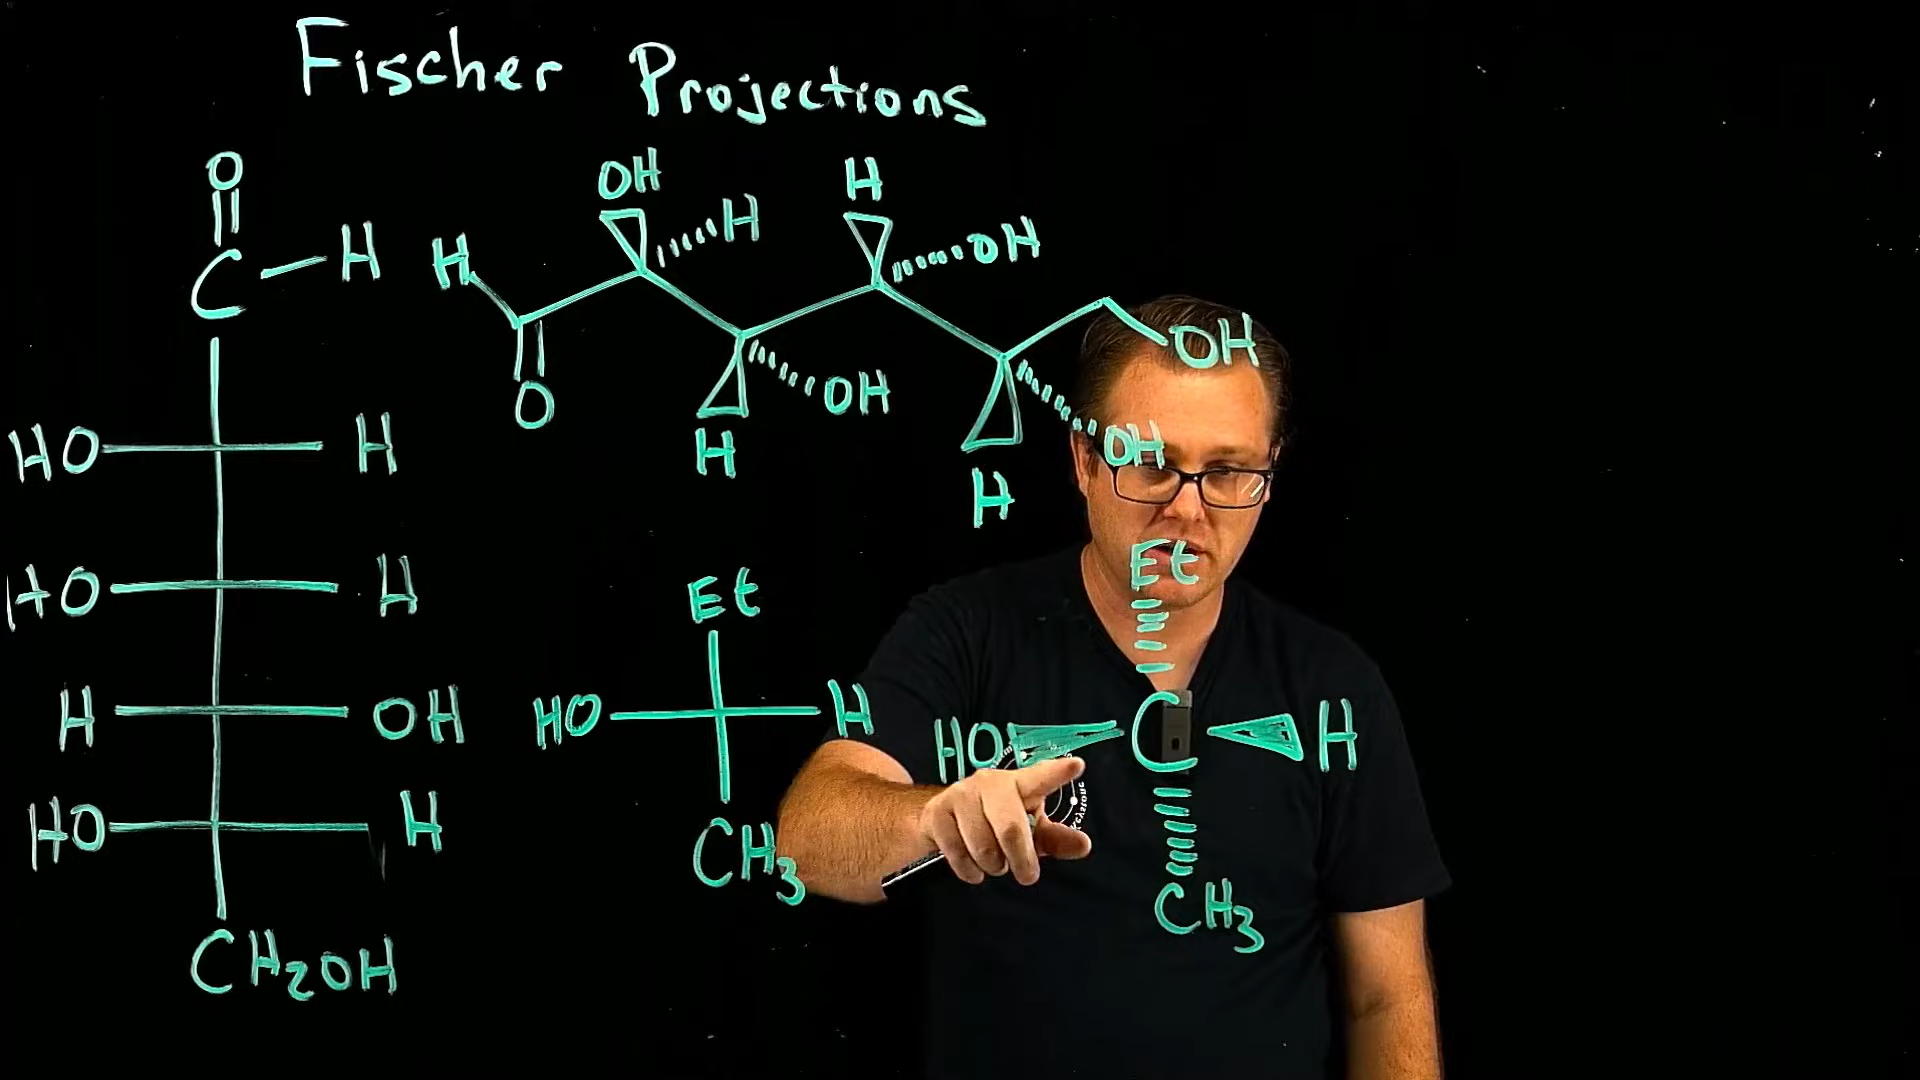 Fischer Projections
O
C H
HO H
HO H
H OH
HO H
CH2OH
OH H
H H OH
O OH OH
H OH
H
Et
HO H
CH3
Et
HO C H
CH3